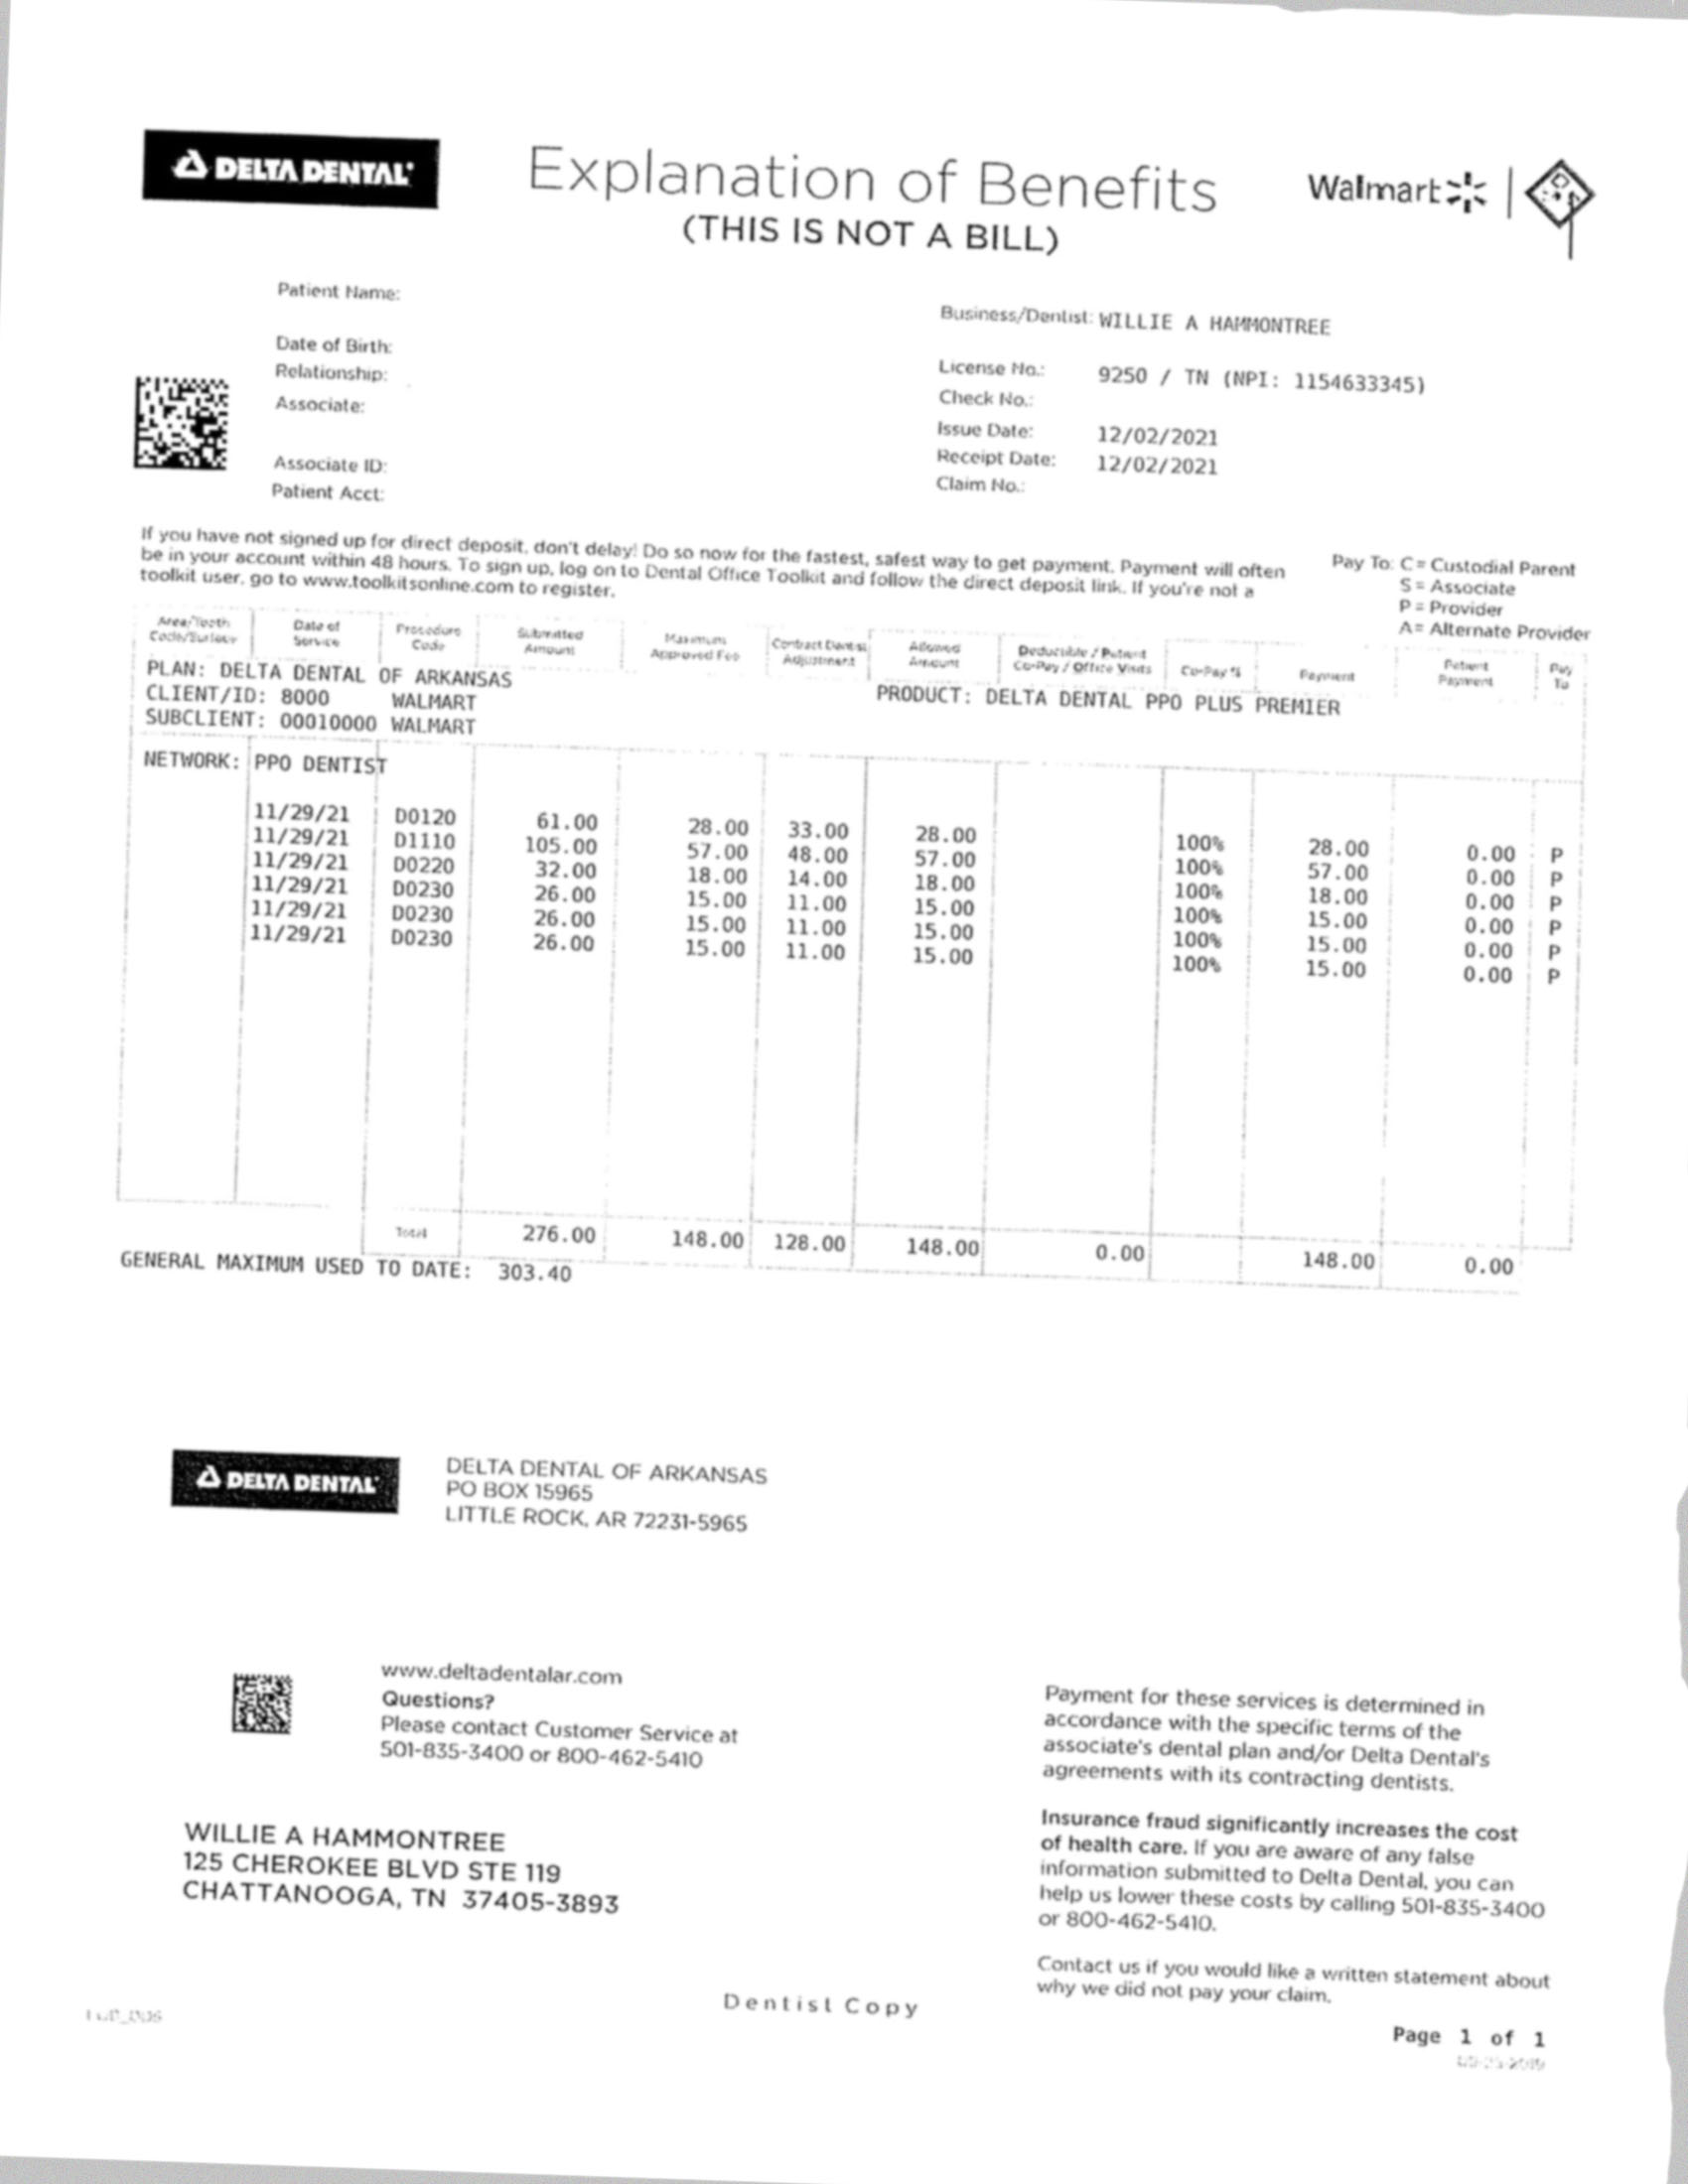 DELTA DENTAL
Explanation of Benefits
(THIS IS NOT A BILL)
Walmart
Patient Name:
Date of Birth:
Relationship:
Associate:
Associate ID:
Patient Acct:
Business/Dentist: WILLIE A HAMMONTREE
License No.: 9250 / TN (NPI: 1154633345)
Check No.:
Issue Date: 12/02/2021
Receipt Date: 12/02/2021
Claim No.:
If you have not signed up for direct deposit, don't delay! Do so now for the fastest, safest way to get payment. Payment will often
be in your account within 48 hours. To sign up, log on to Dental Office Toolkit and follow the direct deposit link. If you're not a
toolkit user, go to www.toolkitsonline.com to register.
Pay To: C = Custodial Parent
S = Associate
P = Provider
A = Alternate Provider
Area/Tooth Code/Surface Date of Service Procedure Code Submitted Amount Maximum Approved Fee Contract Dentist Adjustment Allowed Amount Deductible / Patient Co-Pay / Office Visits Co-Pay % Payment Patient Payment Pay To
PLAN: DELTA DENTAL OF ARKANSAS
CLIENT/ID: 8000 WALMART PRODUCT: DELTA DENTAL PPO PLUS PREMIER
SUBCLIENT: 00010000 WALMART
NETWORK: PPO DENTIST
11/29/21 D0120 61.00 28.00 33.00 28.00 100% 28.00 0.00 P
11/29/21 D1110 105.00 57.00 48.00 57.00 100% 57.00 0.00 P
11/29/21 D0220 32.00 18.00 14.00 18.00 100% 18.00 0.00 P
11/29/21 D0230 26.00 15.00 11.00 15.00 100% 15.00 0.00 P
11/29/21 D0230 26.00 15.00 11.00 15.00 100% 15.00 0.00 P
11/29/21 D0230 26.00 15.00 11.00 15.00 100% 15.00 0.00 P
Total 276.00 148.00 128.00 148.00 0.00 148.00 0.00
GENERAL MAXIMUM USED TO DATE: 303.40
DELTA DENTAL
DELTA DENTAL OF ARKANSAS
PO BOX 15965
LITTLE ROCK, AR 72231-5965
www.deltadentalar.com
Questions?
Please contact Customer Service at
501-835-3400 or 800-462-5410
WILLIE A HAMMONTREE
125 CHEROKEE BLVD STE 119
CHATTANOOGA, TN 37405-3893
Payment for these services is determined in
accordance with the specific terms of the
associate's dental plan and/or Delta Dental's
agreements with its contracting dentists.
Insurance fraud significantly increases the cost
of health care. If you are aware of any false
information submitted to Delta Dental, you can
help us lower these costs by calling 501-835-3400
or 800-462-5410.
Contact us if you would like a written statement about
why we did not pay your claim.
Dentist Copy
Page 1 of 1